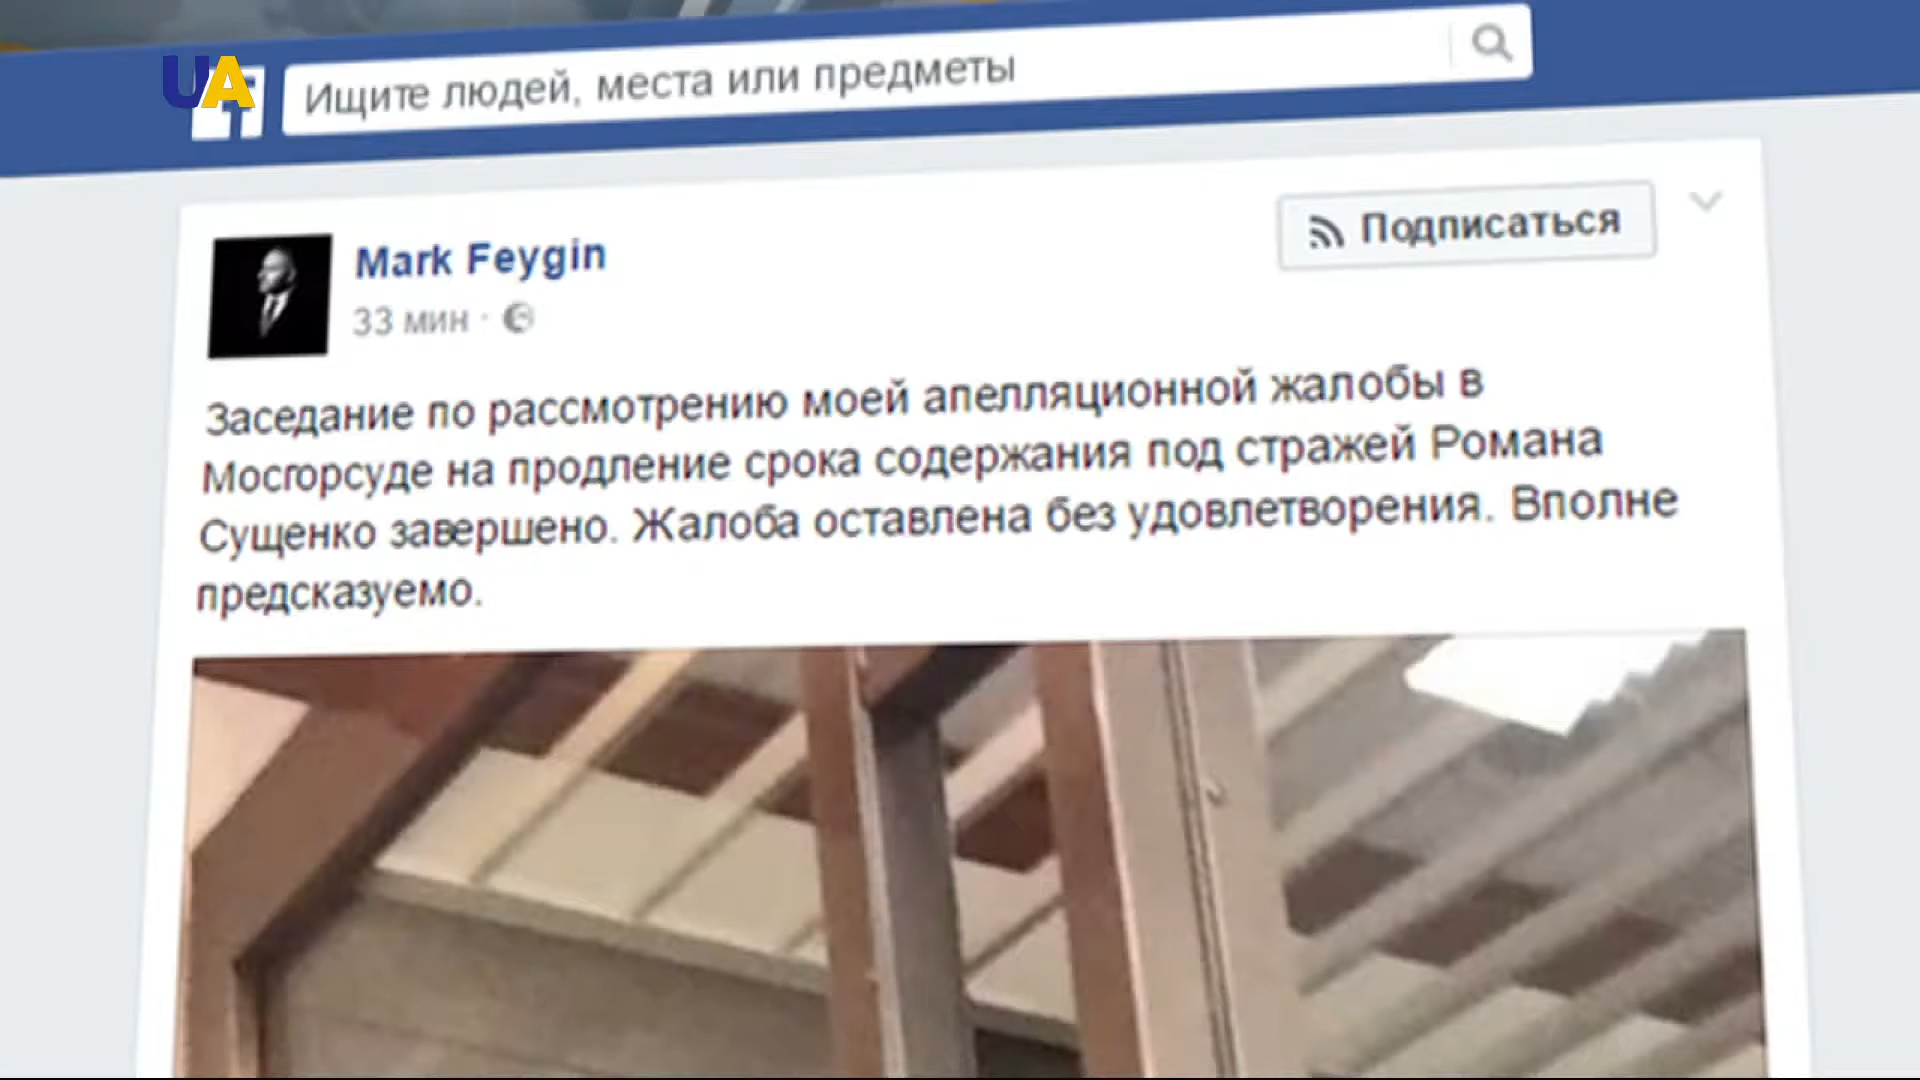 UA
Ищите людей, места или предметы
Mark Feygin
Подписаться
33 мин ·
Заседание по рассмотрению моей апелляционной жалобы в
Мосгорсуде на продление срока содержания под стражей Романа
Сущенко завершено. Жалоба оставлена без удовлетворения. Вполне
предсказуемо.